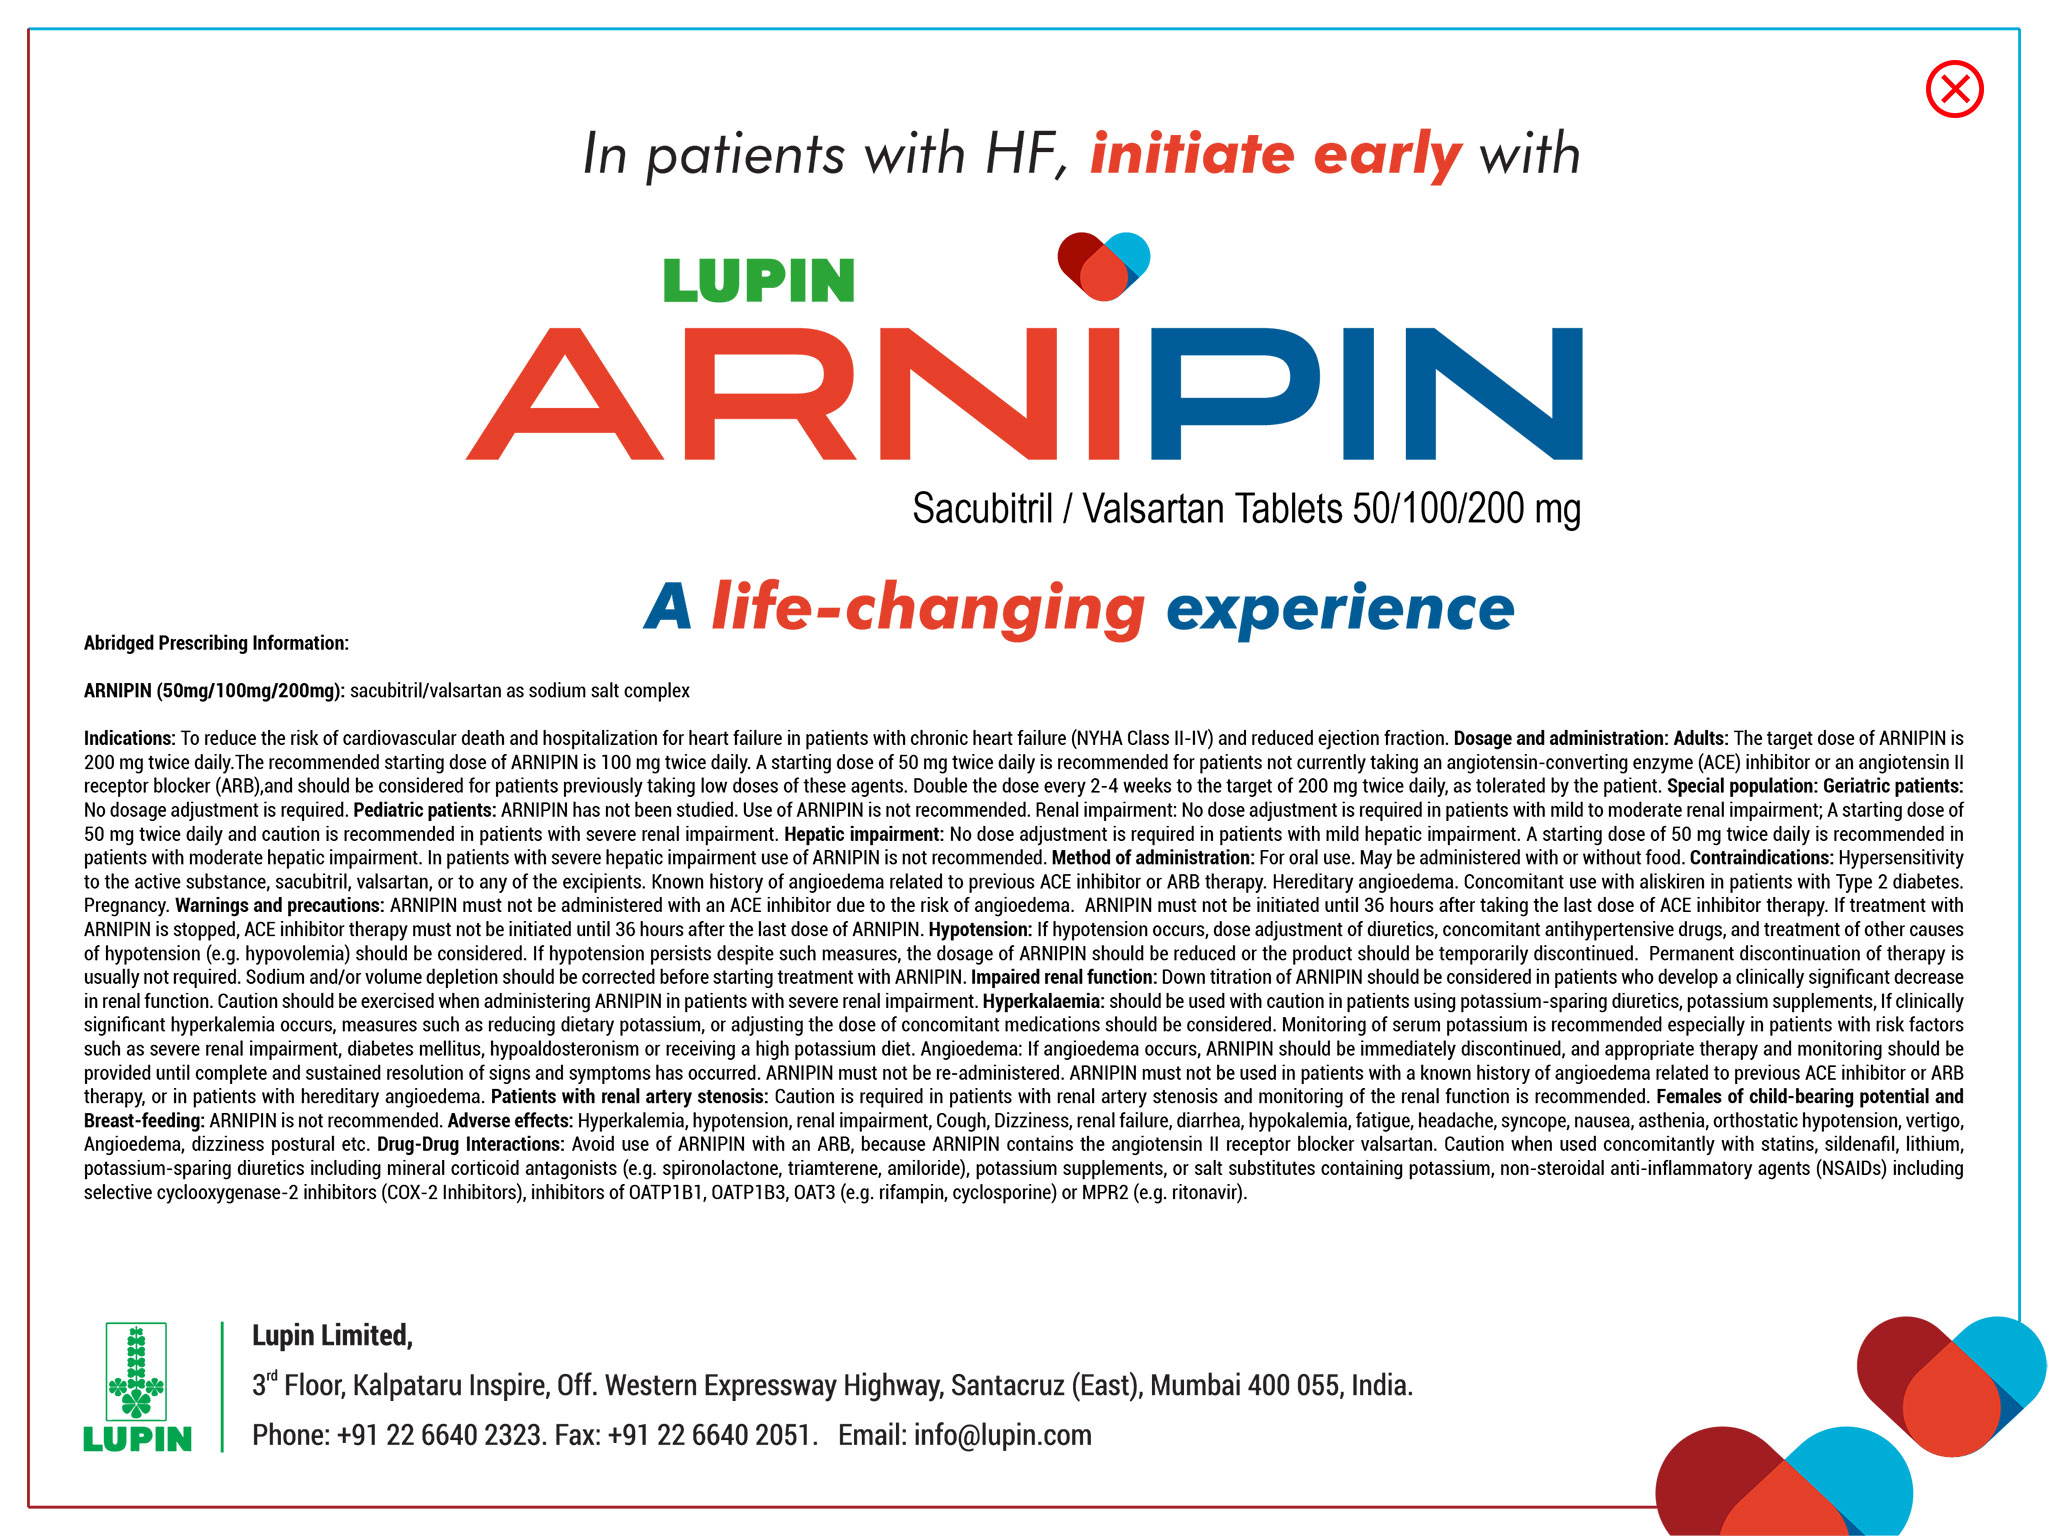 In patients with HF, initiate early with
LUPIN
ARNIPIN
Sacubitril / Valsartan Tablets 50/100/200 mg
A life-changing experience
Abridged Prescribing Information:
ARNIPIN (50mg/100mg/200mg): sacubitril/valsartan as sodium salt complex
Indications: To reduce the risk of cardiovascular death and hospitalization for heart failure in patients with chronic heart failure (NYHA Class II-IV) and reduced ejection fraction. Dosage and administration: Adults: The target dose of ARNIPIN is
200 mg twice daily.The recommended starting dose of ARNIPIN is 100 mg twice daily. A starting dose of 50 mg twice daily is recommended for patients not currently taking an angiotensin-converting enzyme (ACE) inhibitor or an angiotensin II
receptor blocker (ARB),and should be considered for patients previously taking low doses of these agents. Double the dose every 2-4 weeks to the target of 200 mg twice daily, as tolerated by the patient. Special population: Geriatric patients:
No dosage adjustment is required. Pediatric patients: ARNIPIN has not been studied. Use of ARNIPIN is not recommended. Renal impairment: No dose adjustment is required in patients with mild to moderate renal impairment; A starting dose of
50 mg twice daily and caution is recommended in patients with severe renal impairment. Hepatic impairment: No dose adjustment is required in patients with mild hepatic impairment. A starting dose of 50 mg twice daily is recommended in
patients with moderate hepatic impairment. In patients with severe hepatic impairment use of ARNIPIN is not recommended. Method of administration: For oral use. May be administered with or without food. Contraindications: Hypersensitivity
to the active substance, sacubitril, valsartan, or to any of the excipients. Known history of angioedema related to previous ACE inhibitor or ARB therapy. Hereditary angioedema. Concomitant use with aliskiren in patients with Type 2 diabetes.
Pregnancy. Warnings and precautions: ARNIPIN must not be administered with an ACE inhibitor due to the risk of angioedema. ARNIPIN must not be initiated until 36 hours after taking the last dose of ACE inhibitor therapy. If treatment with
ARNIPIN is stopped, ACE inhibitor therapy must not be initiated until 36 hours after the last dose of ARNIPIN. Hypotension: If hypotension occurs, dose adjustment of diuretics, concomitant antihypertensive drugs, and treatment of other causes
of hypotension (e.g. hypovolemia) should be considered. If hypotension persists despite such measures, the dosage of ARNIPIN should be reduced or the product should be temporarily discontinued. Permanent discontinuation of therapy is
usually not required. Sodium and/or volume depletion should be corrected before starting treatment with ARNIPIN. Impaired renal function: Down titration of ARNIPIN should be considered in patients who develop a clinically significant decrease
in renal function. Caution should be exercised when administering ARNIPIN in patients with severe renal impairment. Hyperkalaemia: should be used with caution in patients using potassium-sparing diuretics, potassium supplements, If clinically
significant hyperkalemia occurs, measures such as reducing dietary potassium, or adjusting the dose of concomitant medications should be considered. Monitoring of serum potassium is recommended especially in patients with risk factors
such as severe renal impairment, diabetes mellitus, hypoaldosteronism or receiving a high potassium diet. Angioedema: If angioedema occurs, ARNIPIN should be immediately discontinued, and appropriate therapy and monitoring should be
provided until complete and sustained resolution of signs and symptoms has occurred. ARNIPIN must not be re-administered. ARNIPIN must not be used in patients with a known history of angioedema related to previous ACE inhibitor or ARB
therapy, or in patients with hereditary angioedema. Patients with renal artery stenosis: Caution is required in patients with renal artery stenosis and monitoring of the renal function is recommended. Females of child-bearing potential and
Breast-feeding: ARNIPIN is not recommended. Adverse effects: Hyperkalemia, hypotension, renal impairment, Cough, Dizziness, renal failure, diarrhea, hypokalemia, fatigue, headache, syncope, nausea, asthenia, orthostatic hypotension, vertigo,
Angioedema, dizziness postural etc. Drug-Drug Interactions: Avoid use of ARNIPIN with an ARB, because ARNIPIN contains the angiotensin II receptor blocker valsartan. Caution when used concomitantly with statins, sildenafil, lithium,
potassium-sparing diuretics including mineral corticoid antagonists (e.g. spironolactone, triamterene, amiloride), potassium supplements, or salt substitutes containing potassium, non-steroidal anti-inflammatory agents (NSAIDs) including
selective cyclooxygenase-2 inhibitors (COX-2 Inhibitors), inhibitors of OATP1B1, OATP1B3, OAT3 (e.g. rifampin, cyclosporine) or MPR2 (e.g. ritonavir).
LUPIN
Lupin Limited,
3rd Floor, Kalpataru Inspire, Off. Western Expressway Highway, Santacruz (East), Mumbai 400 055, India.
Phone: +91 22 6640 2323. Fax: +91 22 6640 2051. Email: info@lupin.com